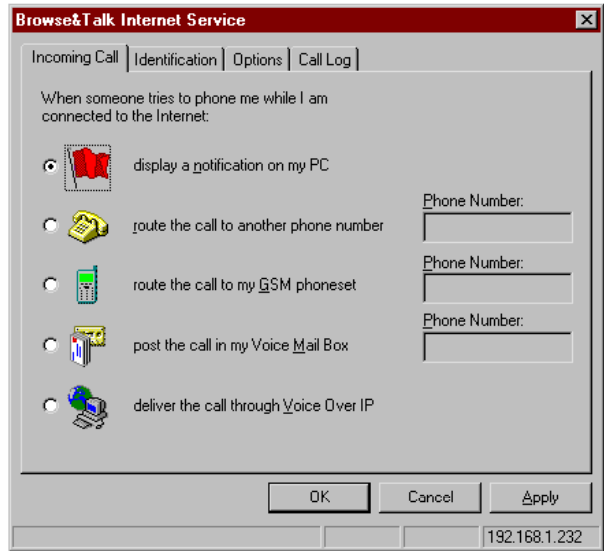 Browse&Talk Internet Service
Incoming Call Identification Options Call Log
When someone tries to phone me while I am
connected to the Internet:
display a notification on my PC
Phone Number:
route the call to another phone number
Phone Number:
route the call to my GSM phoneset
Phone Number:
post the call in my Voice Mail Box
deliver the call through Voice Over IP
OK Cancel Apply
192.168.1.232